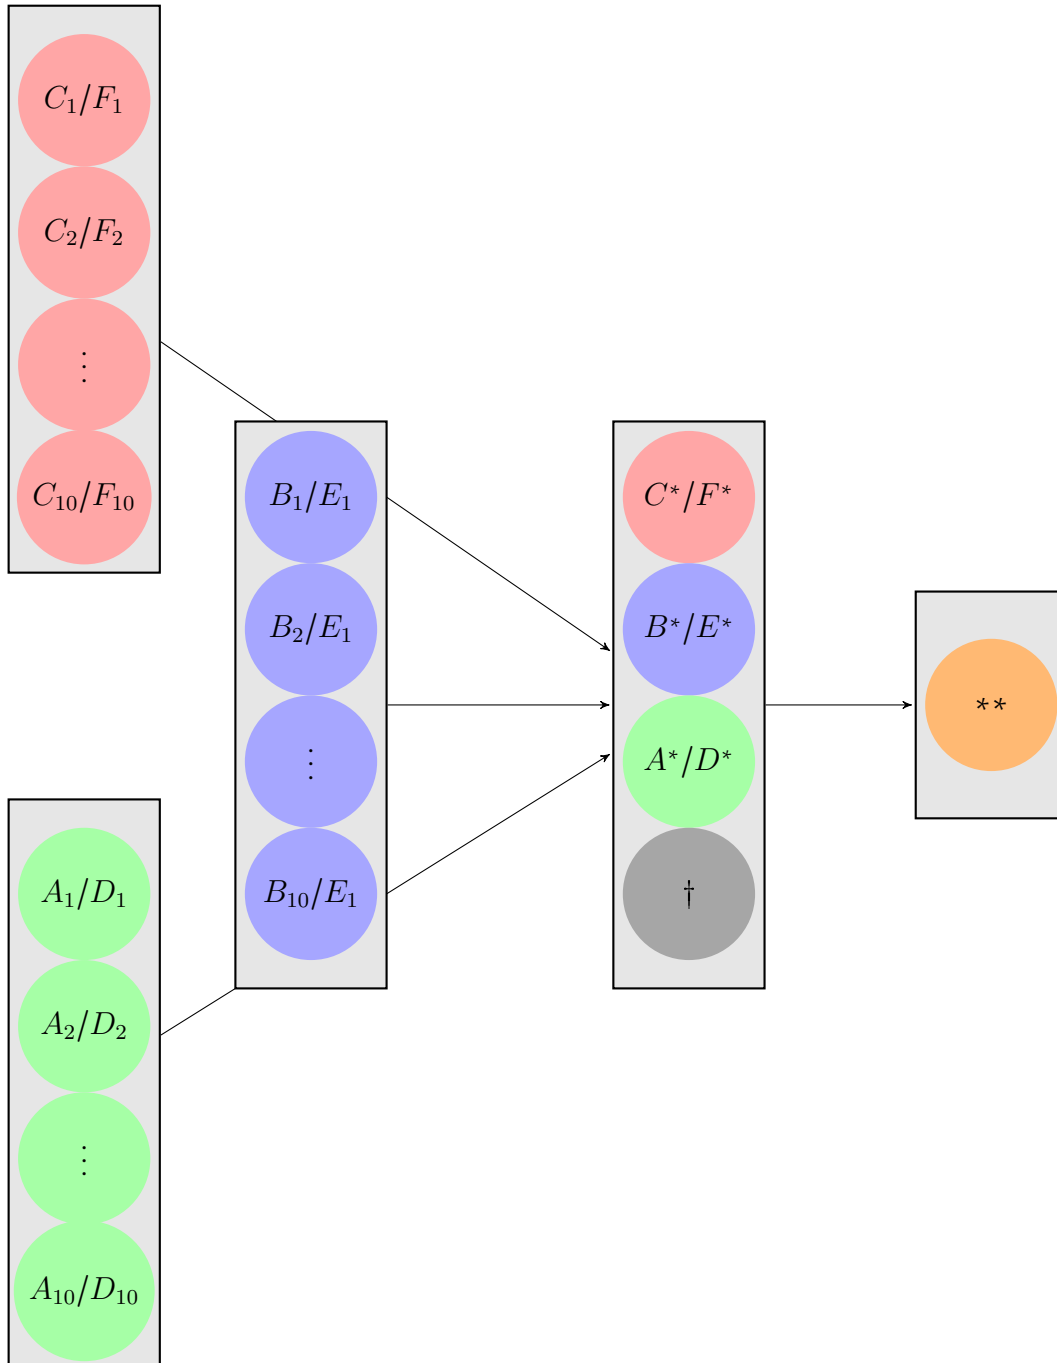 C₁/F₁
C₂/F₂
⋮
C₁₀/F₁₀
B₁/E₁
B₂/E₁
⋮
B₁₀/E₁
A₁/D₁
A₂/D₂
⋮
A₁₀/D₁₀
C*/F*
B*/E*
A*/D*
†
**